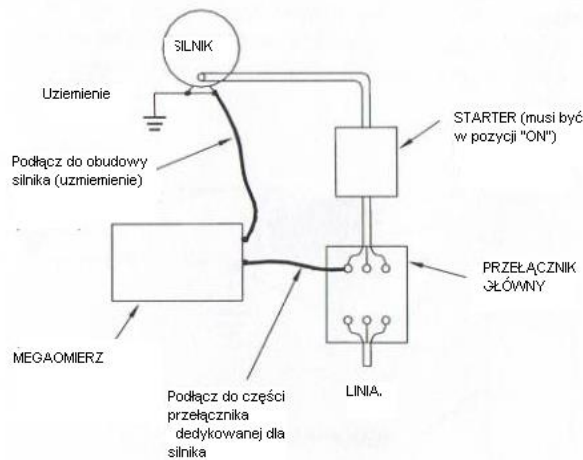 SILNIK
Uziemienie
STARTER (musi być
w pozycji "ON")
Podłącz do obudowy
silnika (uzmiemienie)
PRZEŁĄCZNIK
GŁÓWNY
MEGAOMIERZ
LINIA.
Podłącz do części
przełącznika
dedykowanej dla
silnika